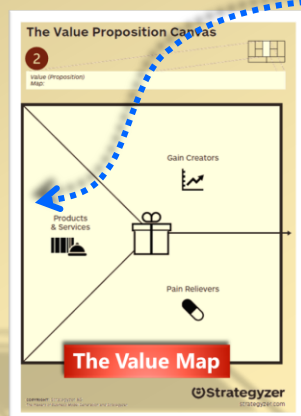 The Value Proposition Canvas
2
Value (Proposition)
Map:
Gain Creators
Products
& Services
Pain Relievers
The Value Map
Strategyzer
strategyzer.com